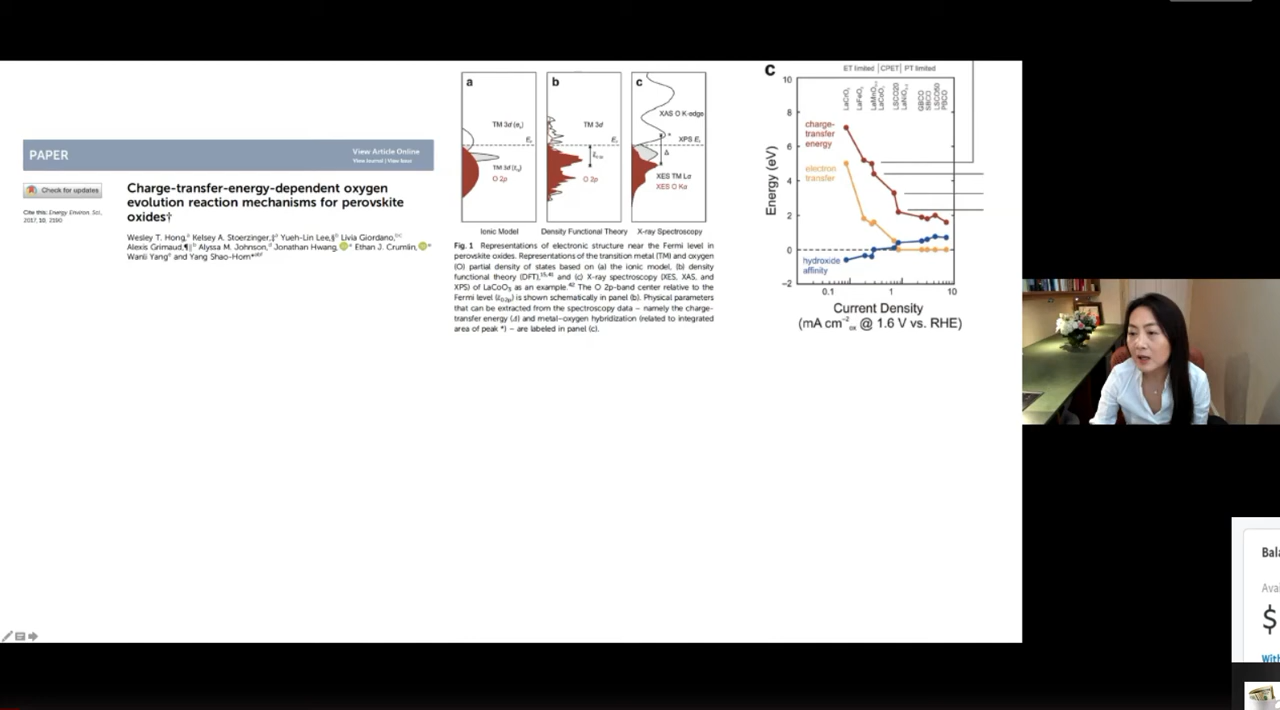 PAPER
View Article Online
View Journal | View Issue
Check for updates
Cite this: Energy Environ. Sci., 2017, 10, 2190
Charge-transfer-energy-dependent oxygen
evolution reaction mechanisms for perovskite
oxides†
Wesley T. Hong, Kelsey A. Stoerzinger, Yueh-Lin Lee, Livia Giordano,
Alexis Grimaud, Alyssa M. Johnson, Jonathan Hwang, Ethan J. Crumlin,
Wanli Yang and Yang Shao-Horn
a
b
c
TM 3d (eg)
TM 3d
XAS O K-edge
XPS
TM 3d (t2g)
O 2p
O 2p
Δ
XES TM Lα
XES O Kα
Ionic Model
Density Functional Theory
X-ray Spectroscopy
Fig. 1 Representations of electronic structure near the Fermi level in
perovskite oxides. Representations of the transition metal (TM) and oxygen
(O) partial density of states based on (a) the ionic model, (b) density
functional theory (DFT), and (c) X-ray spectroscopy (XES, XAS, and
XPS) of LaCoO3 as an example. The O 2p-band center relative to the
Fermi level is shown schematically in panel (b). Physical parameters
that can be extracted from the spectroscopy data – namely the charge-
transfer energy (Δ) and metal–oxygen hybridization (related to integrated
area of peak *) – are labeled in panel (c).
c
ET limited | CPET | PT limited
LaCrO3
LaFeO3
LaCoO3
LSCO20
GBCO
SBCO
LSCO50
PBCO
charge-
transfer
energy
electron
transfer
hydroxide
affinity
Energy (eV)
10
8
6
4
2
0
−2
0.1
1
10
Current Density
(mA cm−2ox @ 1.6 V vs. RHE)
Bala
Avai
$
With